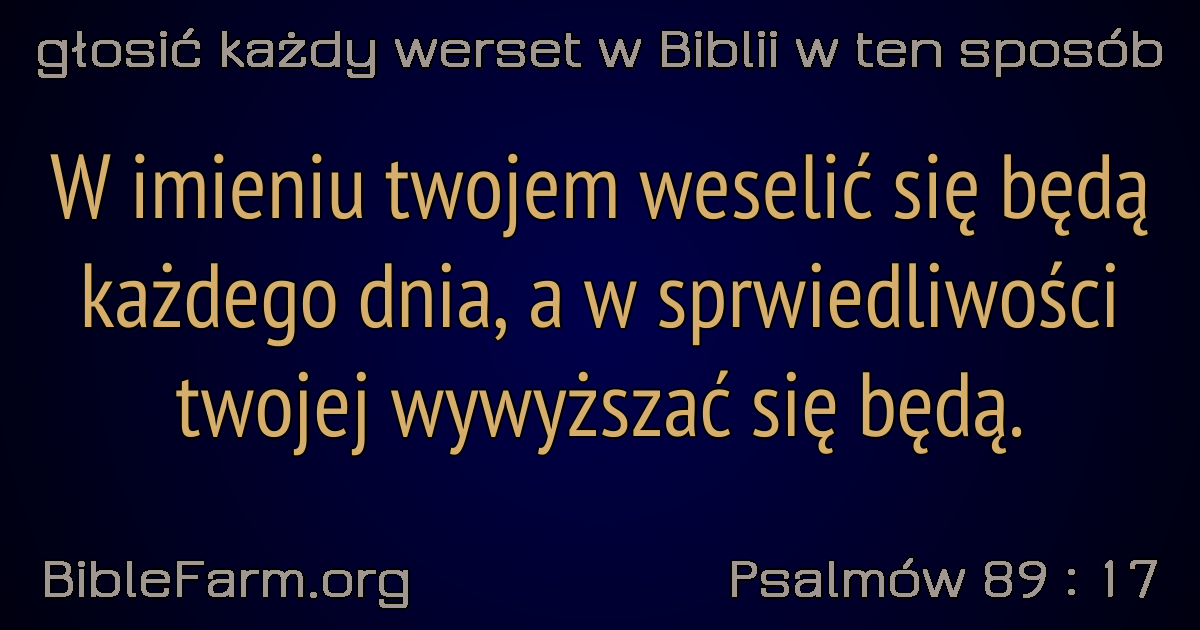 głosić każdy werset w Biblii w ten sposób
W imieniu twojem weselić się będą
każdego dnia, a w sprwiedliwości
twojej wywyższać się będą.
BibleFarm.org
Psalmów 89 : 17